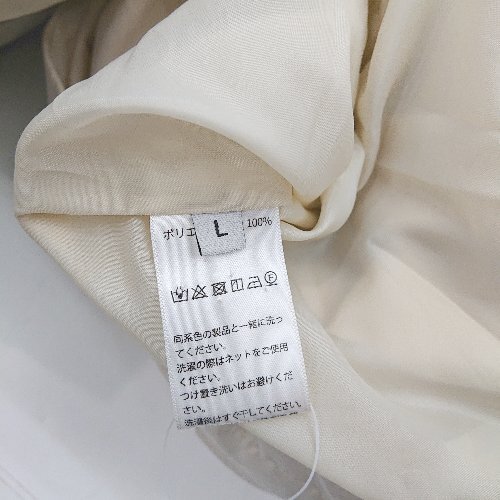 ポリエ
L
100%
同系色の製品と一緒に洗っ
てください。
洗濯の際はネットをご使用
ください。
つけ置き洗いはお避けくだ
さい。
洗濯後はすぐ干してください。